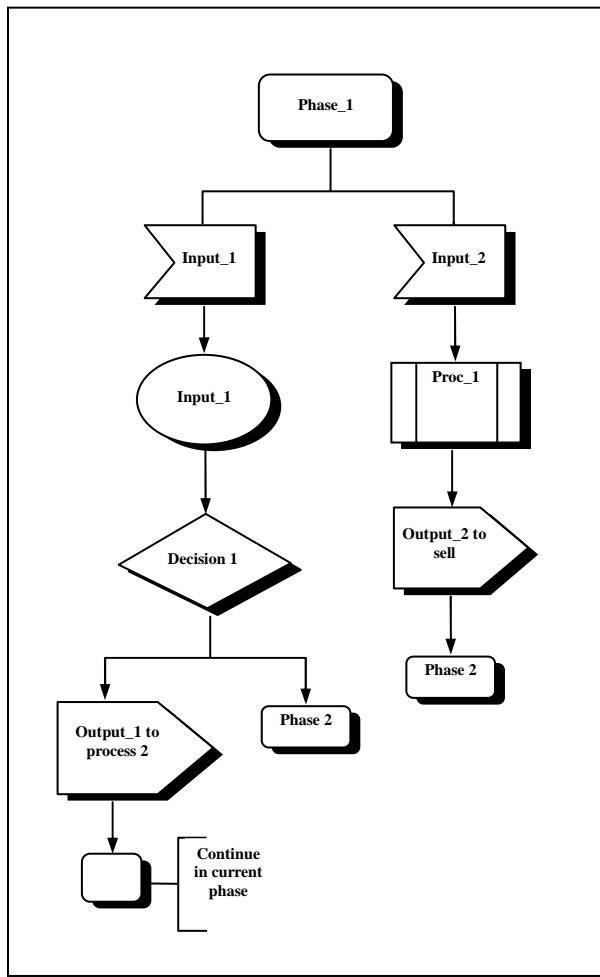 Phase_1
Input_1
Input_2
Input_1
Proc_1
Output_2 to
sell
Decision 1
Phase 2
Phase 2
Output_1 to
process 2
Continue
in current
phase